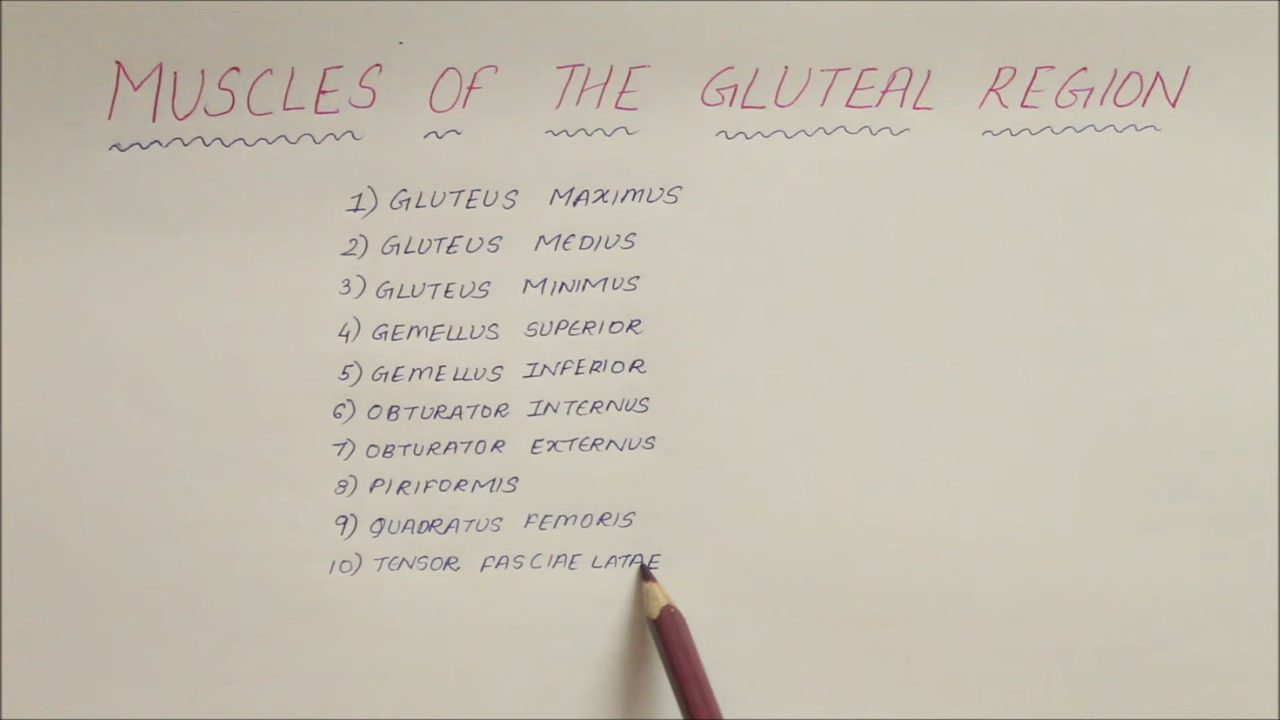 MUSCLES OF THE GLUTEAL REGION
1) GLUTEUS MAXIMUS
2) GLUTEUS MEDIUS
3) GLUTEUS MINIMUS
4) GEMELLUS SUPERIOR
5) GEMELLUS INFERIOR
6) OBTURATOR INTERNUS
7) OBTURATOR EXTERNUS
8) PIRIFORMIS
9) QUADRATUS FEMORIS
10) TENSOR FASCIAE LATAE